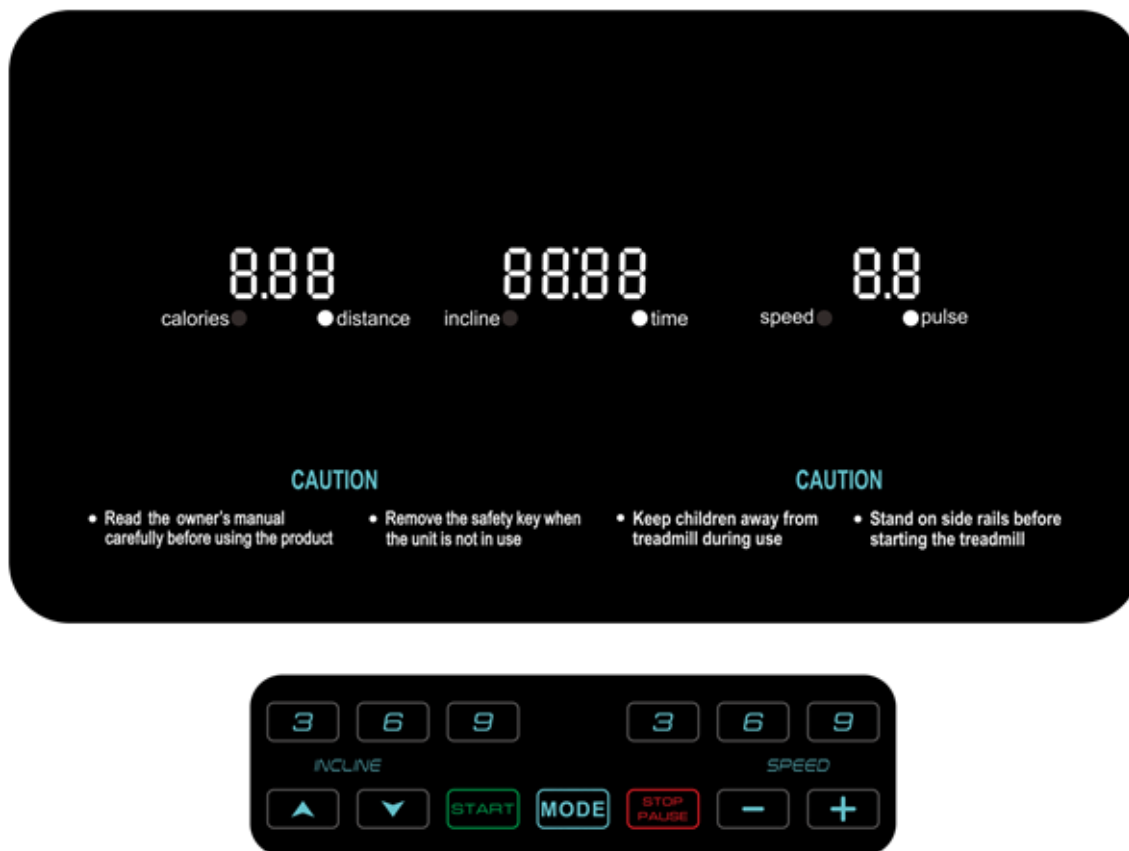 8.88 88:88 8.8
calories distance incline time speed pulse
CAUTION
• Read the owner's manual
carefully before using the product
• Remove the safety key when
the unit is not in use
CAUTION
• Keep children away from
treadmill during use
• Stand on side rails before
starting the treadmill
3 6 9 3 6 9
INCLINE SPEED
START MODE STOP
PAUSE − +